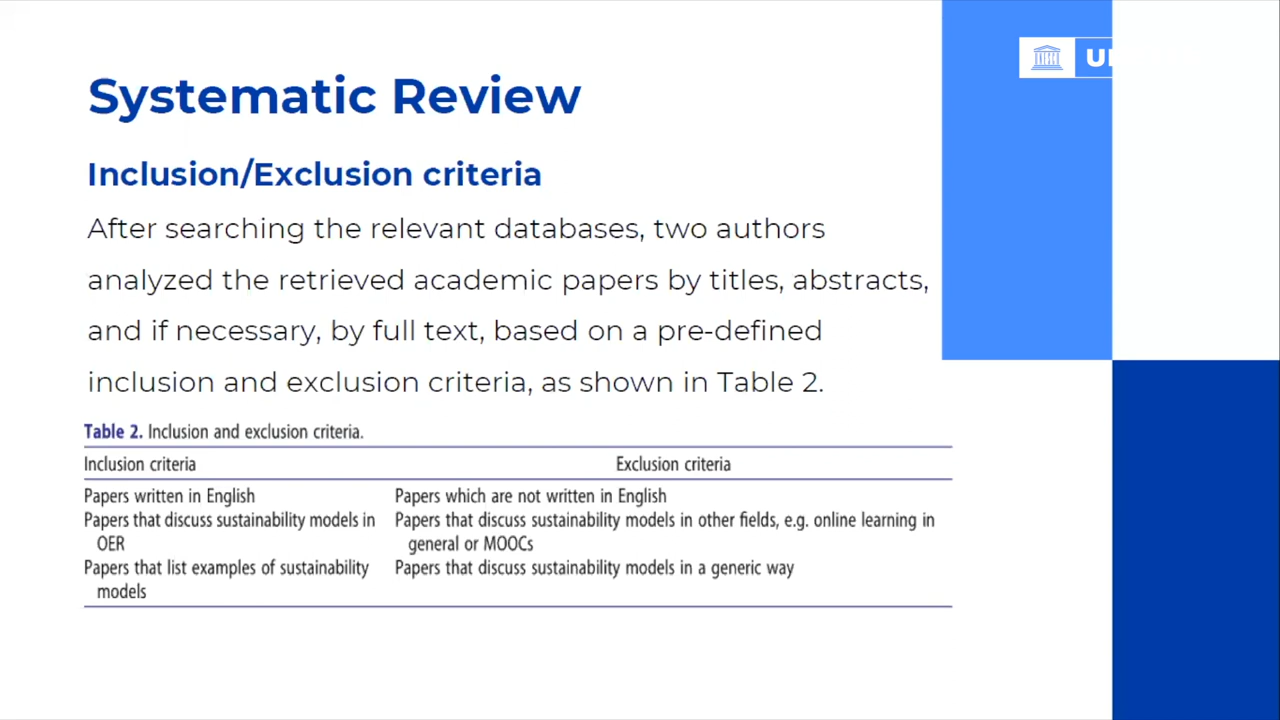 Systematic Review
Inclusion/Exclusion criteria
After searching the relevant databases, two authors
analyzed the retrieved academic papers by titles, abstracts,
and if necessary, by full text, based on a pre-defined
inclusion and exclusion criteria, as shown in Table 2.
Table 2. Inclusion and exclusion criteria.
Inclusion criteria Exclusion criteria
Papers written in English Papers which are not written in English
Papers that discuss sustainability models in Papers that discuss sustainability models in other fields, e.g. online learning in
OER general or MOOCs
Papers that list examples of sustainability Papers that discuss sustainability models in a generic way
models